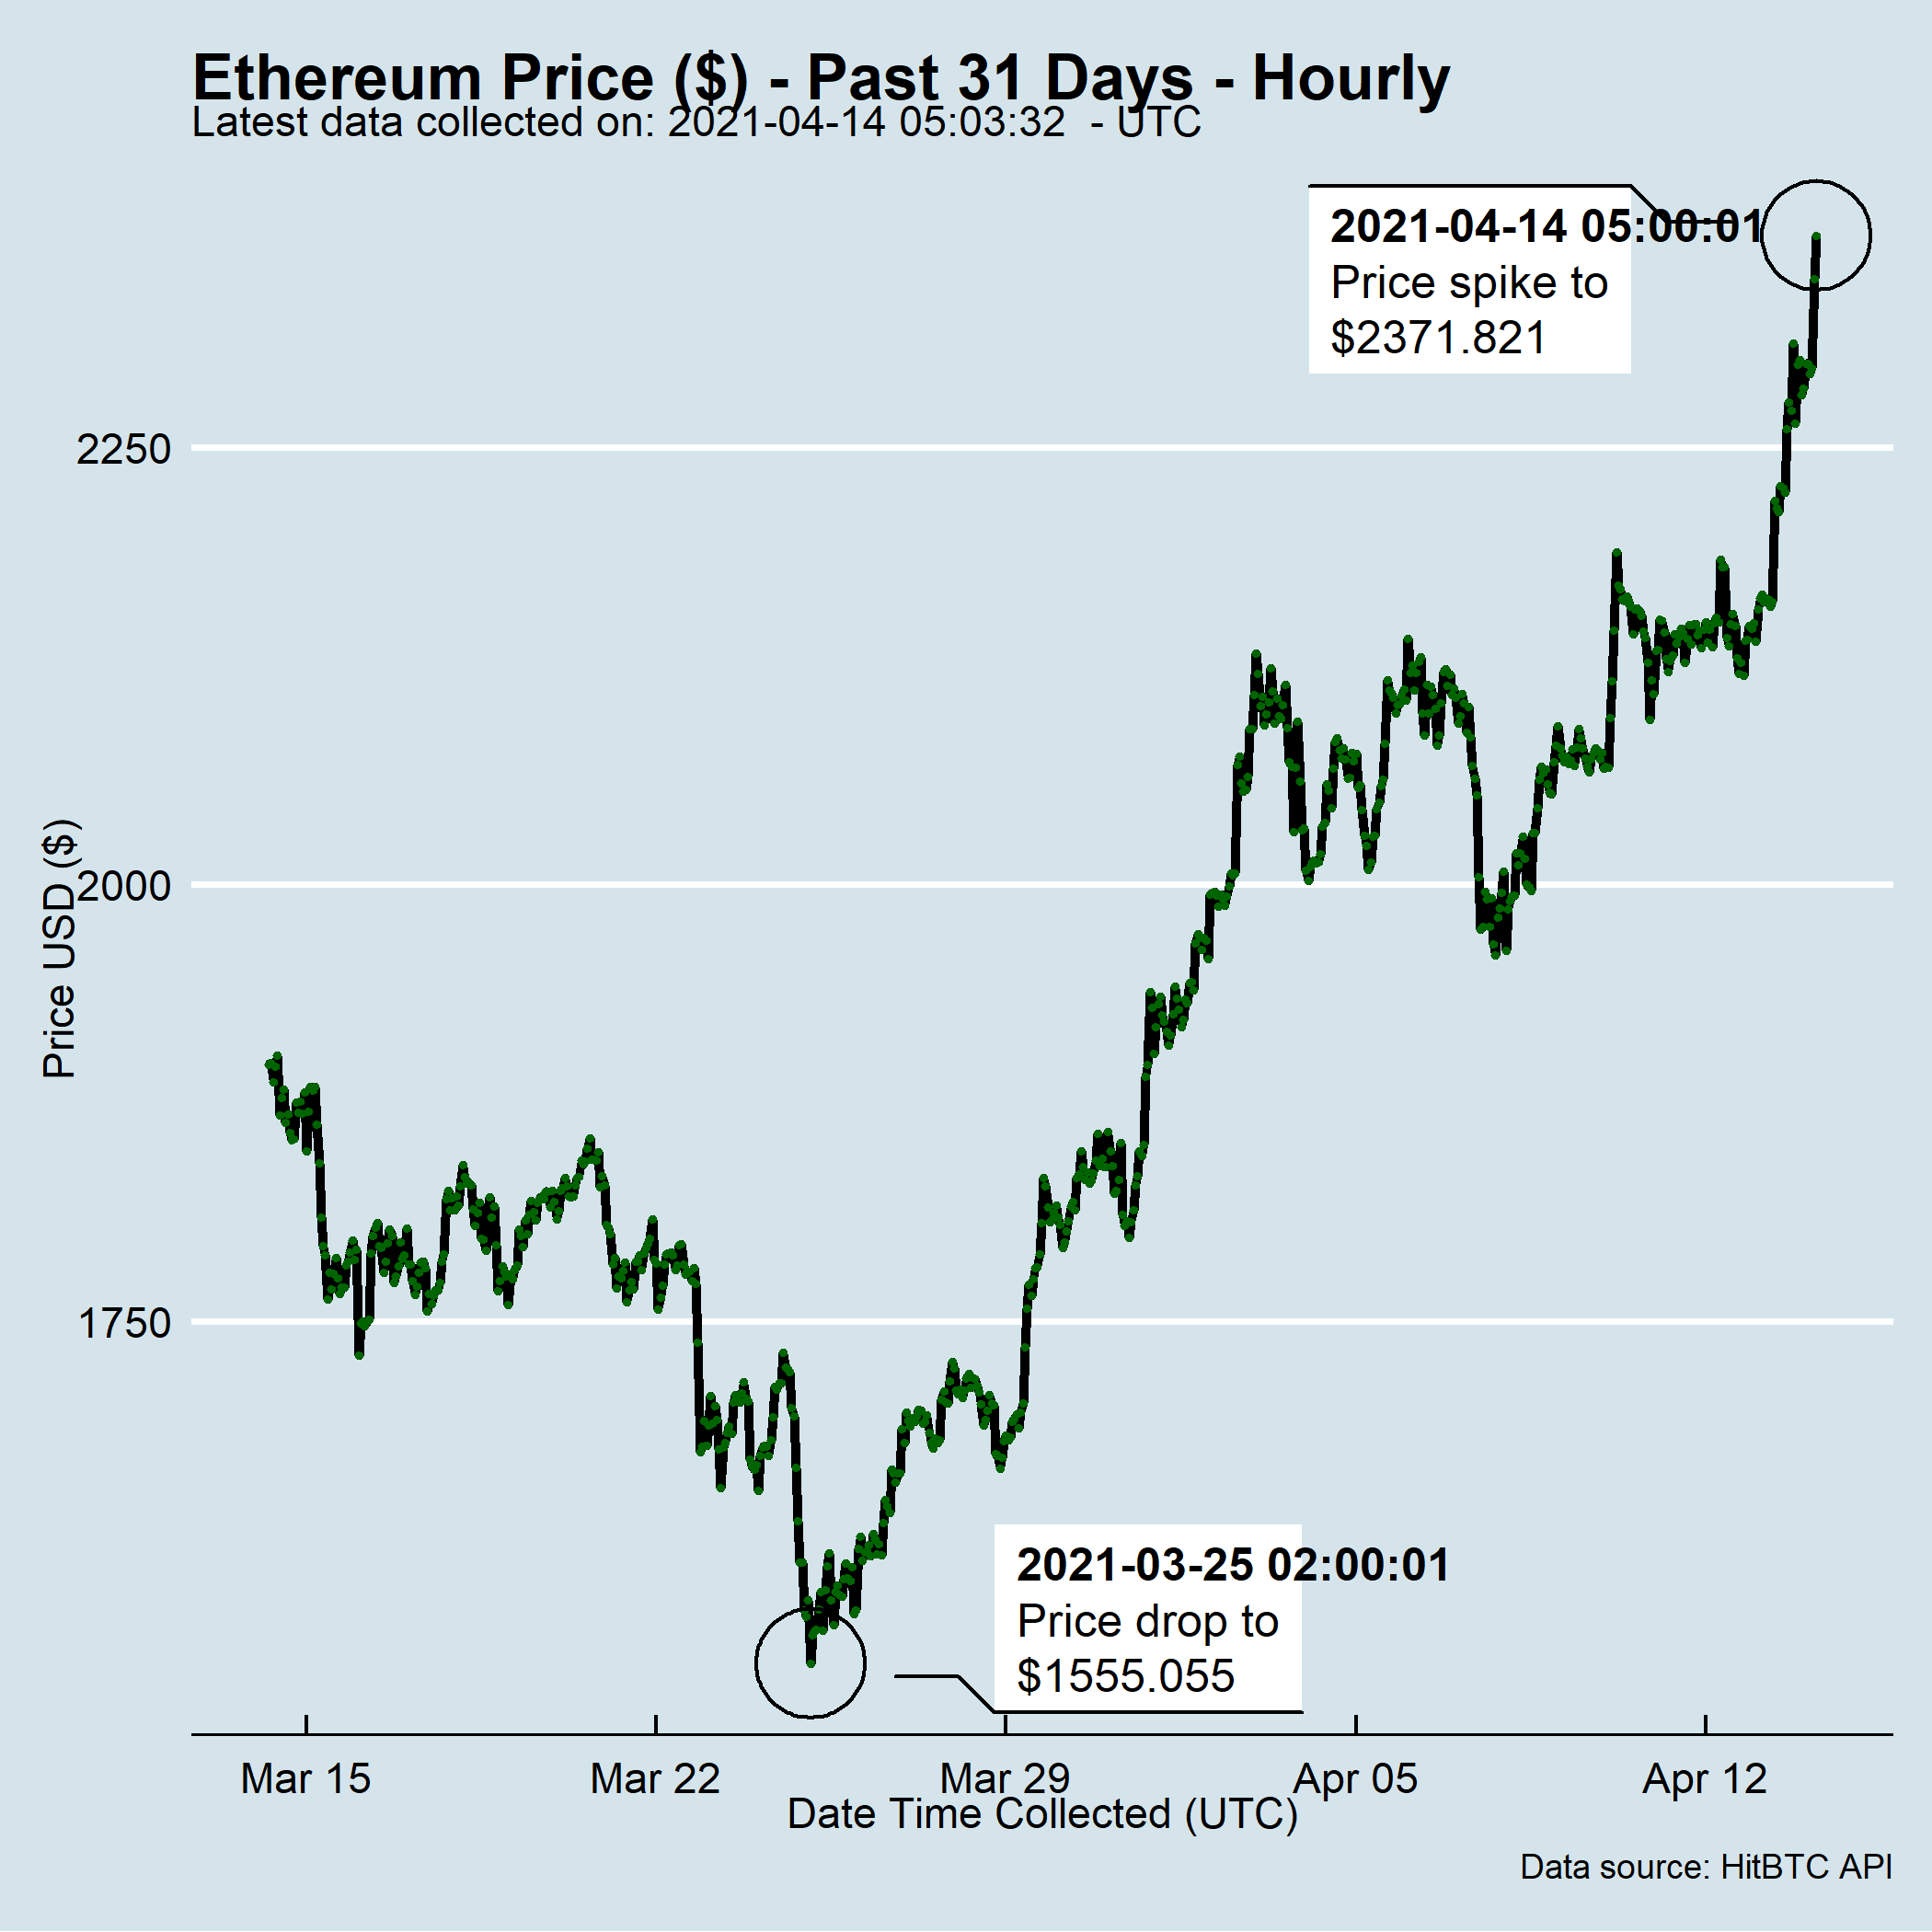 Ethereum Price ($) - Past 31 Days - Hourly
Latest data collected on: 2021-04-14 05:03:32  - UTC
2021-04-14 05:00:01
Price spike to
$2371.821
2250
2000
1750
Price USD ($)
2021-03-25 02:00:01
Price drop to
$1555.055
Mar 15
Mar 22
Mar 29
Apr 05
Apr 12
Date Time Collected (UTC)
Data source: HitBTC API